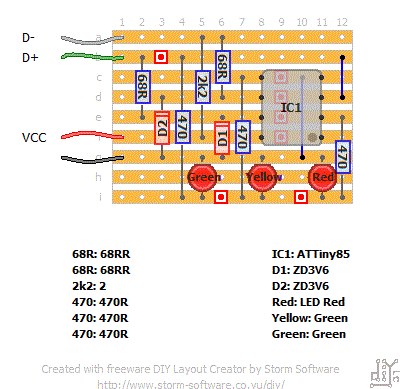 1 2 3 4 5 6 7 8 9 10 11 12
D- a
D+
68R
68R
2k2
c
d
IC1
e
D2
470
D1
470
VCC
470
Green
Yellow
Red
h
i
68R: 68RR
68R: 68RR
2k2: 2
470: 470R
470: 470R
470: 470R
IC1: ATTiny85
D1: ZD3V6
D2: ZD3V6
Red: LED Red
Yellow: Green
Green: Green
Created with freeware DIY Layout Creator by Storm Software
http://www.storm-software.co.yu/div/